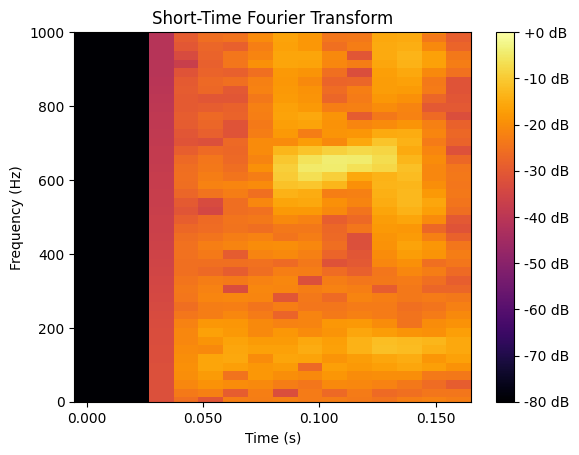 Short-Time Fourier Transform
1000
800
600
400
200
0
Frequency (Hz)
0.000
0.050
0.100
0.150
Time (s)
+0 dB
-10 dB
-20 dB
-30 dB
-40 dB
-50 dB
-60 dB
-70 dB
-80 dB